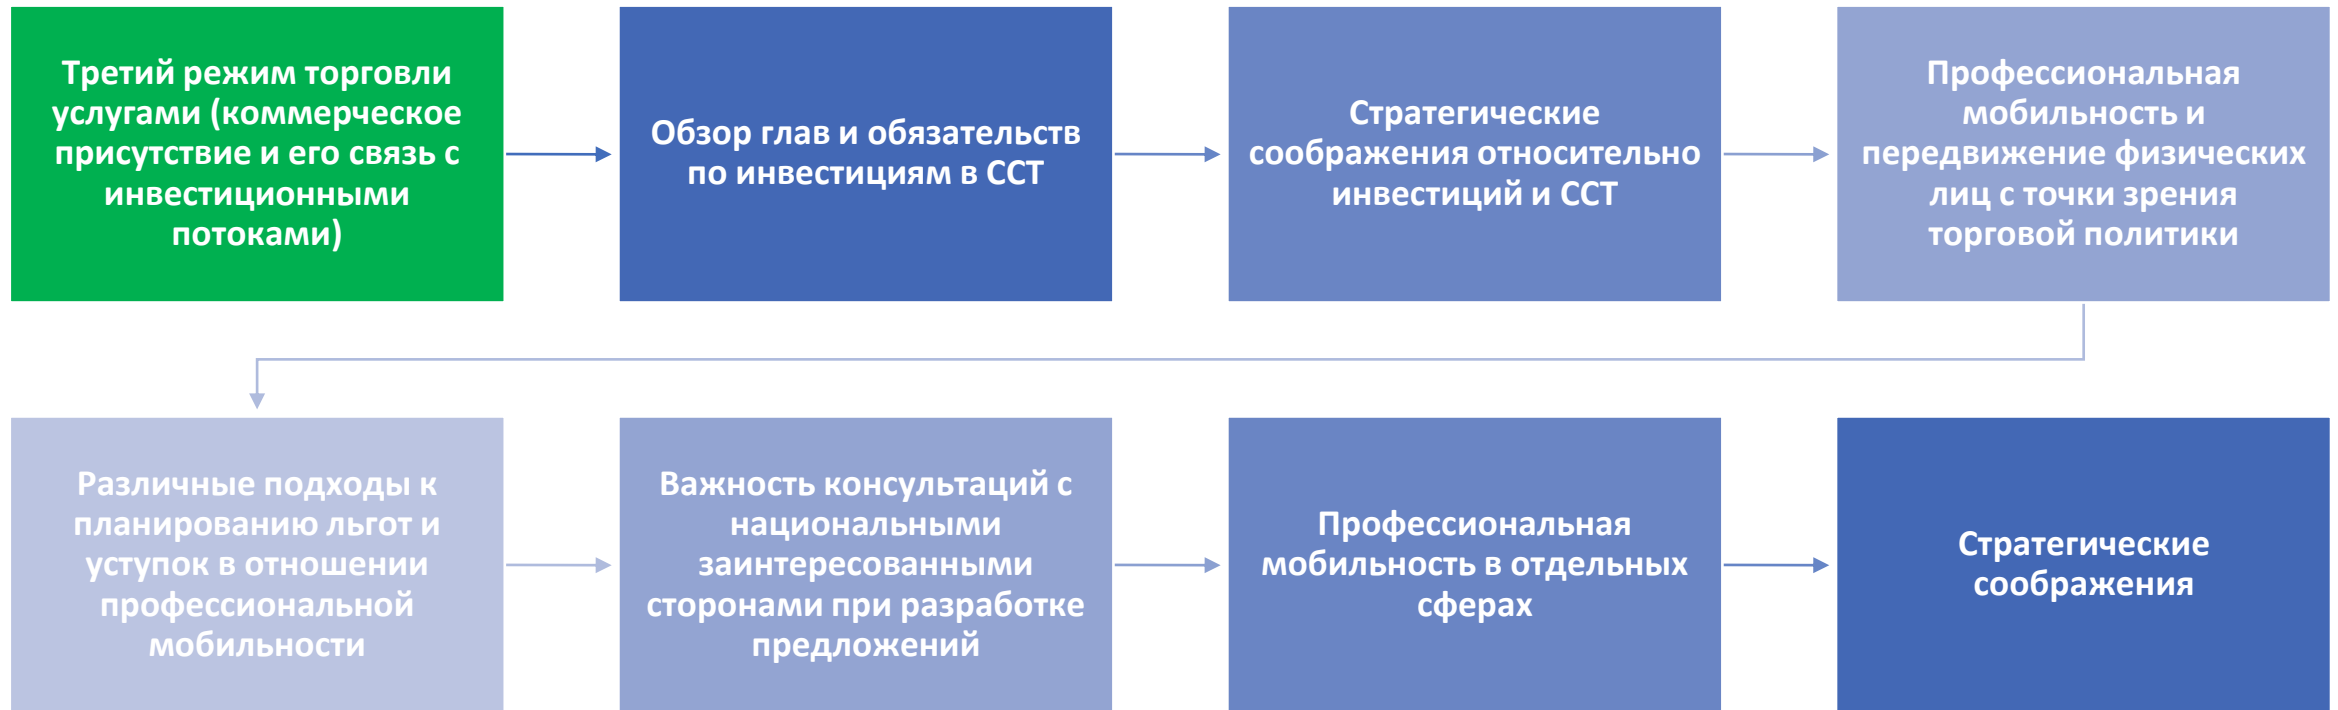 Третий режим торговли
услугами (коммерческое
присутствие и его связь с
инвестиционными
потоками)
Обзор глав и обязательств
по инвестициям в ССТ
Стратегические
соображения относительно
инвестиций и ССТ
Профессиональная
мобильность и
передвижение физических
лиц с точки зрения
торговой политики
Различные подходы к
планированию льгот и
уступок в отношении
профессиональной
мобильности
Важность консультаций с
национальными
заинтересованными
сторонами при разработке
предложений
Профессиональная
мобильность в отдельных
сферах
Стратегические
соображения